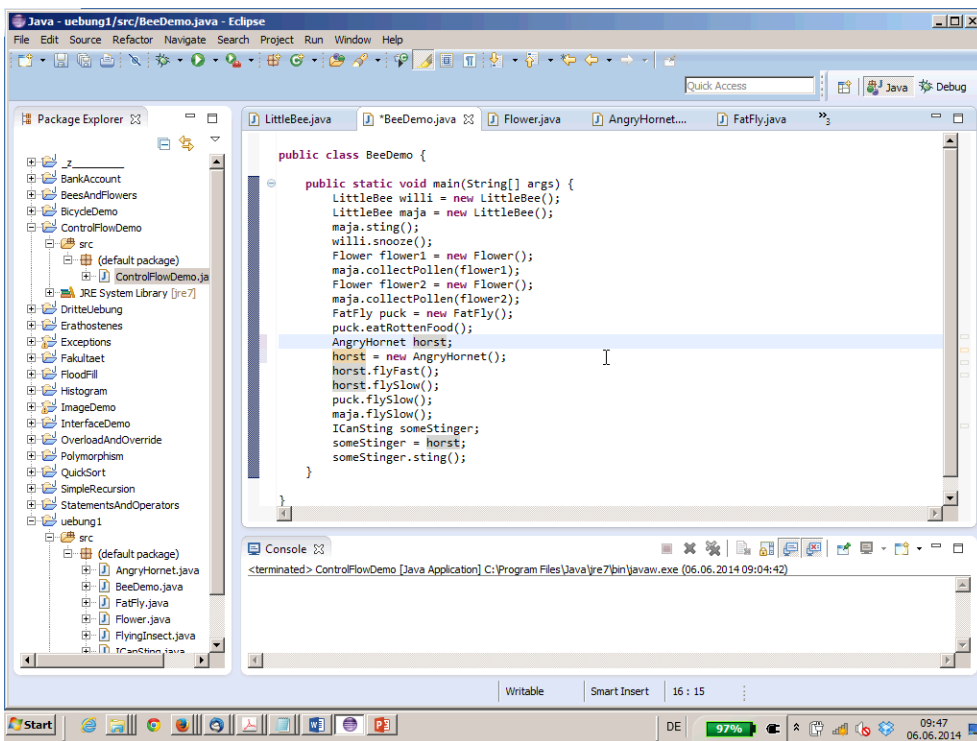 Java - uebung1/src/BeeDemo.java - Eclipse
File Edit Source Refactor Navigate Search Project Run Window Help
Quick Access
Java
Debug
Package Explorer
LittleBee.java
*BeeDemo.java
Flower.java
AngryHornet....
FatFly.java
»3
_z_________
BankAccount
BeesAndFlowers
BicycleDemo
ControlFlowDemo
src
(default package)
ControlFlowDemo.ja
JRE System Library [jre7]
DritteUebung
Erathostenes
Exceptions
Fakultaet
FloodFill
Histogram
ImageDemo
InterfaceDemo
OverloadAndOverride
Polymorphism
QuickSort
SimpleRecursion
StatementsAndOperators
uebung1
src
(default package)
AngryHornet.java
BeeDemo.java
FatFly.java
Flower.java
FlyingInsect.java
ICanSting.java
public class BeeDemo {
public static void main(String[] args) {
LittleBee willi = new LittleBee();
LittleBee maja = new LittleBee();
maja.sting();
willi.snooze();
Flower flower1 = new Flower();
maja.collectPollen(flower1);
Flower flower2 = new Flower();
maja.collectPollen(flower2);
FatFly puck = new FatFly();
puck.eatRottenFood();
AngryHornet horst;
horst = new AngryHornet();
horst.flyFast();
horst.flySlow();
puck.flySlow();
maja.flySlow();
ICanSting someStinger;
someStinger = horst;
someStinger.sting();
}
}
Console
<terminated> ControlFlowDemo [Java Application] C:\Program Files\Java\jre7\bin\javaw.exe (06.06.2014 09:04:42)
Writable
Smart Insert
16 : 15
Start
DE
97%
09:47
06.06.2014